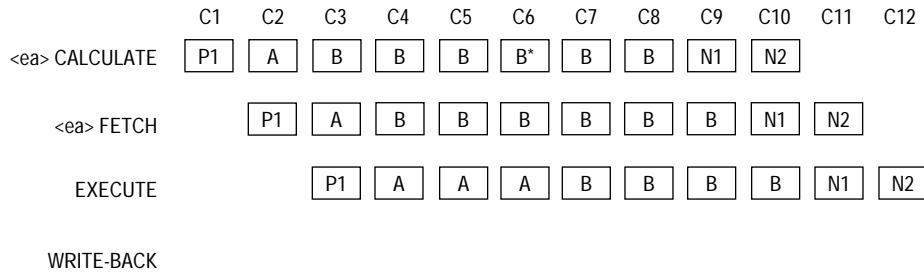 C1 C2 C3 C4 C5 C6 C7 C8 C9 C10 C11 C12
<ea> CALCULATE P1 A B B B B* B B N1 N2
<ea> FETCH P1 A B B B B B B N1 N2
EXECUTE P1 A A A B B B B N1 N2
WRITE-BACK